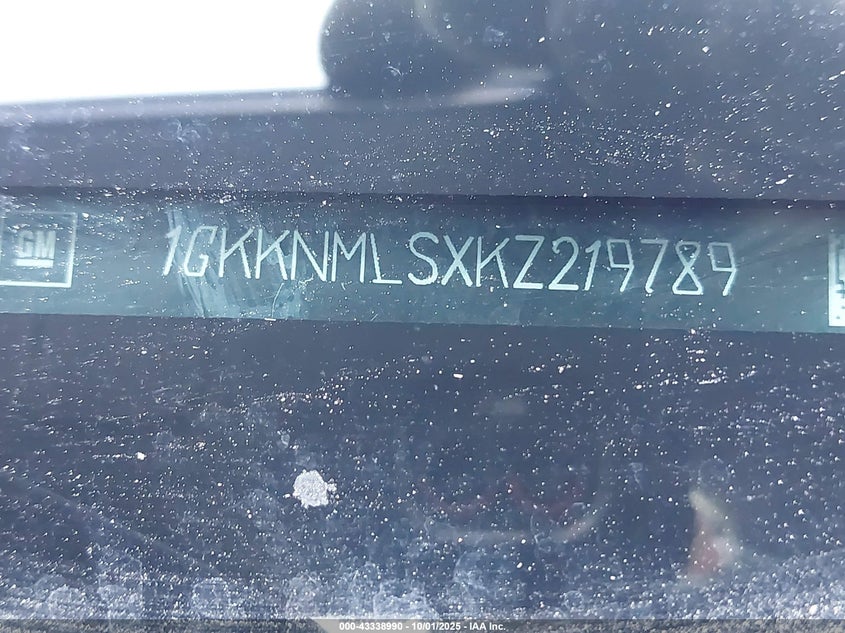 GM
1GKKNMLSXKZ219789
000-43338990 - 10/01/2025 - IAA Inc.